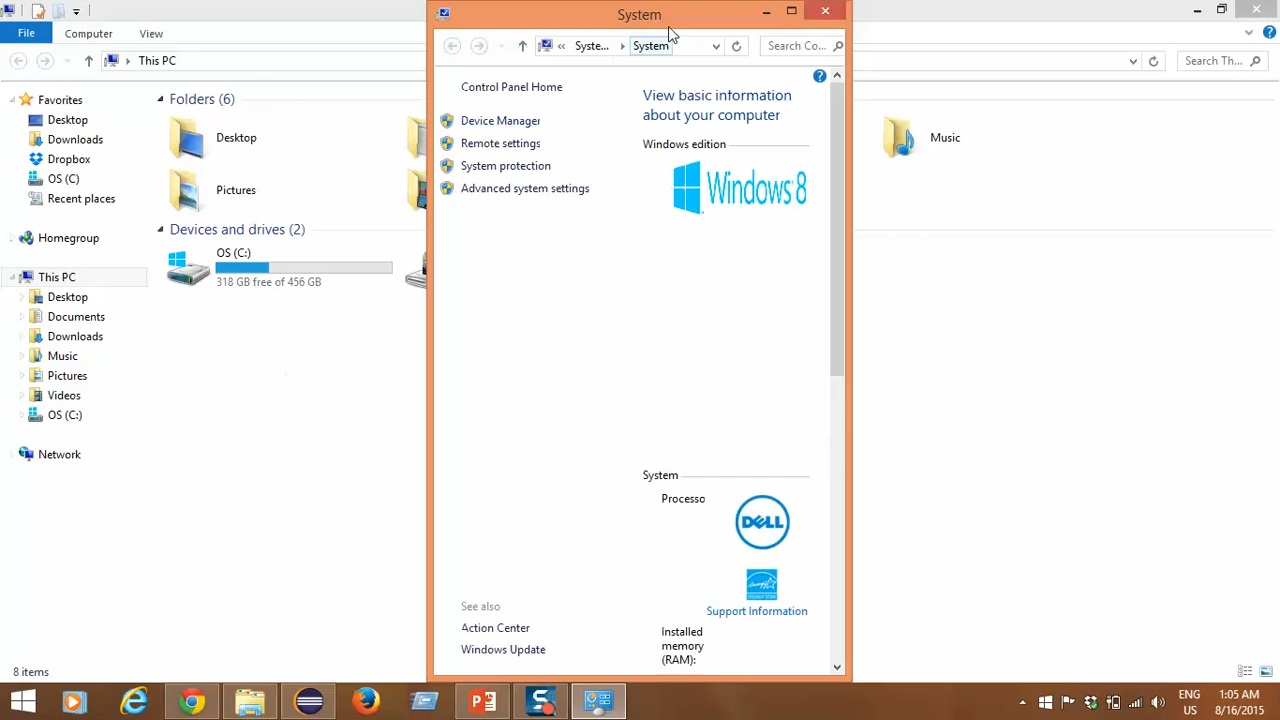 System
File
Computer
View
This PC
Search Th...
Syste...
System
Search Co...
Favorites
Desktop
Downloads
Dropbox
OS (C:)
Recent places
Homegroup
This PC
Desktop
Documents
Downloads
Music
Pictures
Videos
OS (C:)
Network
Folders (6)
Desktop
Pictures
Music
Devices and drives (2)
OS (C:)
318 GB free of 456 GB
Control Panel Home
Device Manager
Remote settings
System protection
Advanced system settings
See also
Action Center
Windows Update
View basic information
about your computer
Windows edition
Windows 8
System
Processo
DELL
Support Information
Installed
memory
(RAM):
8 items
ENG
US
1:05 AM
8/16/2015